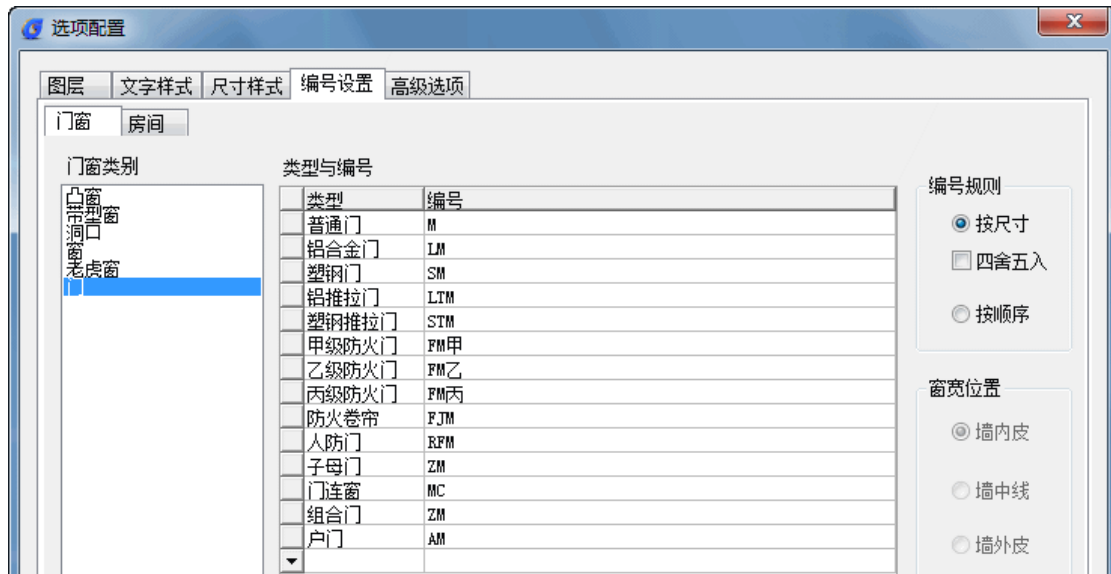 选项配置
图层 文字样式 尺寸样式 编号设置 高级选项
门窗 房间
门窗类别
凸窗
带型窗
洞口
窗
老虎窗
门
类型与编号
类型 编号
普通门 M
铝合金门 LM
塑钢门 SM
铝推拉门 LTM
塑钢推拉门 STM
甲级防火门 FM甲
乙级防火门 FM乙
丙级防火门 FM丙
防火卷帘 FJM
人防门 RFM
子母门 ZM
门连窗 MC
组合门 ZM
户门 AM
编号规则
按尺寸
四舍五入
按顺序
窗宽位置
墙内皮
墙中线
墙外皮